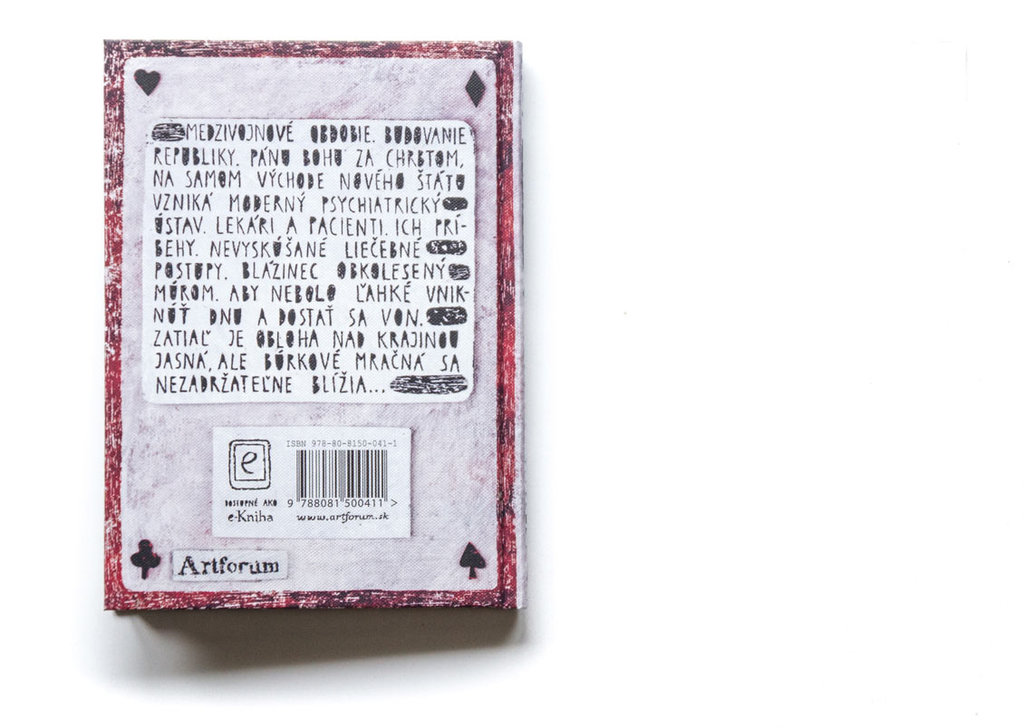 MEDZIVOJNOVÉ OBDOBIE. BUDOVANIE
REPUBLIKY. PÁNU BOHU ZA CHRBTOM,
NA SAMOM VÝCHODE NOVÉHO ŠTÁTU
VZNIKÁ MODERNÝ PSYCHIATRICKÝ
ÚSTAV. LEKÁRI A PACIENTI. ICH PRÍ-
BEHY. NEVYSKÚŠANÉ LIEČEBNÉ
POSTUPY. BLÁZINEC OBKOLESENÝ
MÚROM. ABY NEBOLO ĽAHKÉ VNIK-
NÚŤ DNU A DOSTAŤ SA VON.
ZATIAĽ JE OBLOHA NAD KRAJINOU
JASNÁ, ALE BÚRKOVÉ MRAČNÁ SA
NEZADRŽATEĽNE BLÍŽIA...
e
DOSTUPNÉ AKO
e-Kniha
ISBN 978-80-8150-041-1
9 788081 500411 >
www.artforum.sk
Artforum